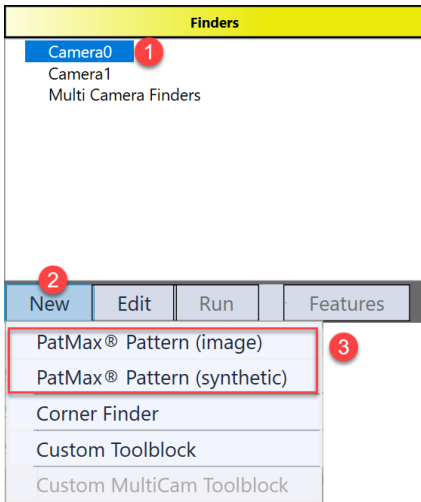 Finders
Camera0 1
Camera1
Multi Camera Finders
2
New Edit Run Features
PatMax® Pattern (image)
3
PatMax® Pattern (synthetic)
Corner Finder
Custom Toolblock
Custom MultiCam Toolblock